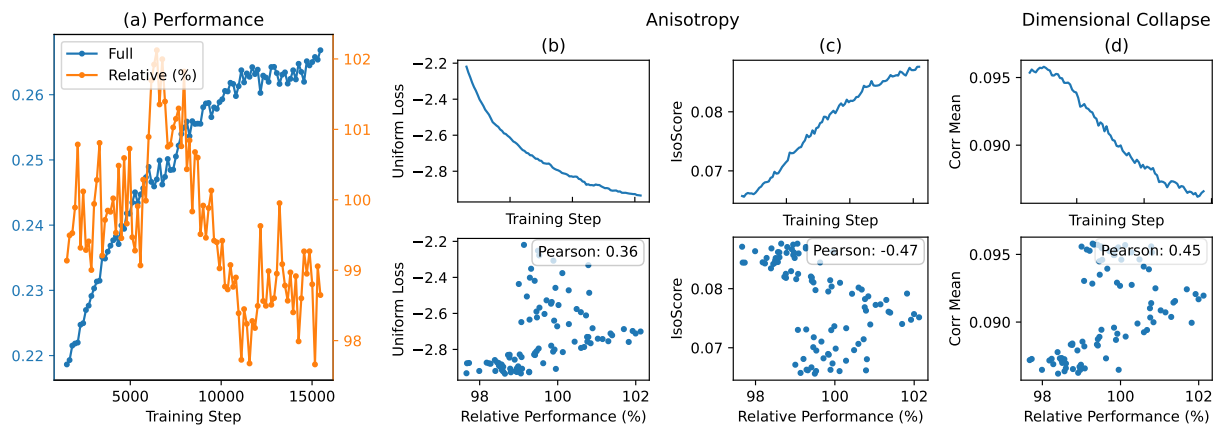 (a) Performance
Anisotropy
Dimensional Collapse
(b)
(c)
(d)
Full
Relative (%)
0.26
0.25
0.24
0.23
0.22
102
101
100
99
98
5000
10000
15000
Training Step
Uniform Loss
−2.2
−2.4
−2.6
−2.8
Training Step
IsoScore
0.08
0.07
Training Step
Corr Mean
0.095
0.090
Training Step
Uniform Loss
−2.2
−2.4
−2.6
−2.8
Pearson: 0.36
98
100
102
Relative Performance (%)
IsoScore
0.08
0.07
Pearson: -0.47
98
100
102
Relative Performance (%)
Corr Mean
0.095
0.090
Pearson: 0.45
98
100
102
Relative Performance (%)